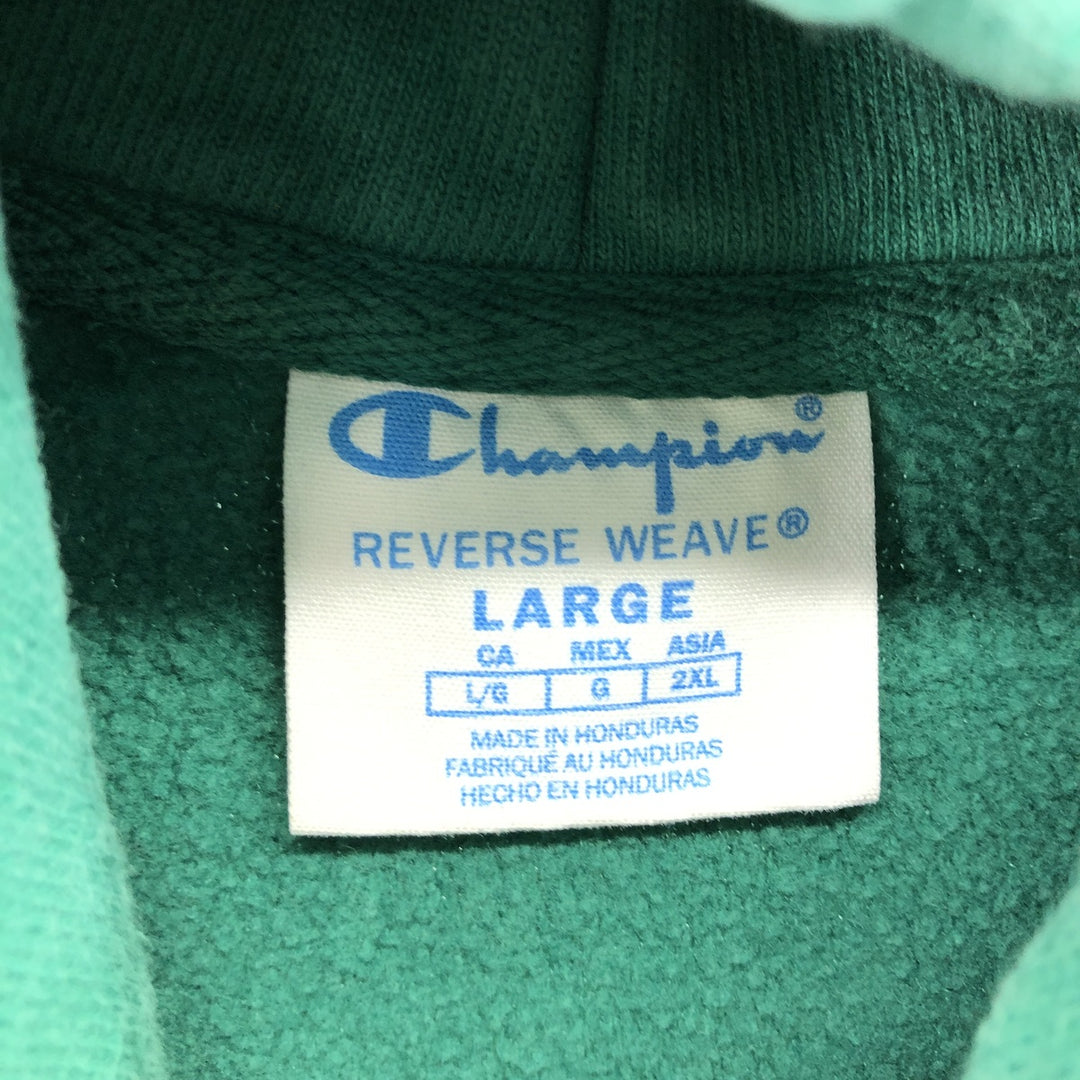 Champion®
REVERSE WEAVE®
LARGE
CA MEX ASIA
L/G G 2XL
MADE IN HONDURAS
FABRIQUÉ AU HONDURAS
HECHO EN HONDURAS